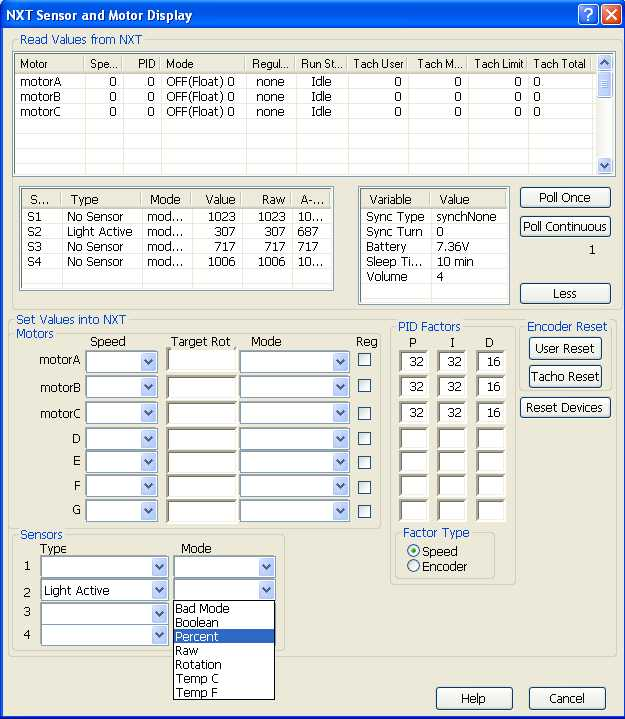 NXT Sensor and Motor Display
Read Values from NXT
Motor Spe... PID Mode Regul... Run St... Tach User Tach M... Tach Limit Tach Total
motorA 0 0 OFF(Float) 0 none Idle 0 0 0 0
motorB 0 0 OFF(Float) 0 none Idle 0 0 0 0
motorC 0 0 OFF(Float) 0 none Idle 0 0 0 0
S... Type Mode Value Raw A-...
S1 No Sensor mod... 1023 1023 10...
S2 Light Active mod... 307 307 687
S3 No Sensor mod... 717 717 717
S4 No Sensor mod... 1006 1006 10...
Variable Value
Sync Type synchNone
Sync Turn 0
Battery 7.36V
Sleep Ti... 10 min
Volume 4
Poll Once
Poll Continuous
1
Less
Set Values into NXT
Motors
Speed Target Rot Mode Reg
motorA
motorB
motorC
D
E
F
G
PID Factors
P I D
32 32 16
32 32 16
32 32 16
Factor Type
Speed
Encoder
Encoder Reset
User Reset
Tacho Reset
Reset Devices
Sensors
Type Mode
1
2 Light Active
3
4
Bad Mode
Boolean
Percent
Raw
Rotation
Temp C
Temp F
Help Cancel